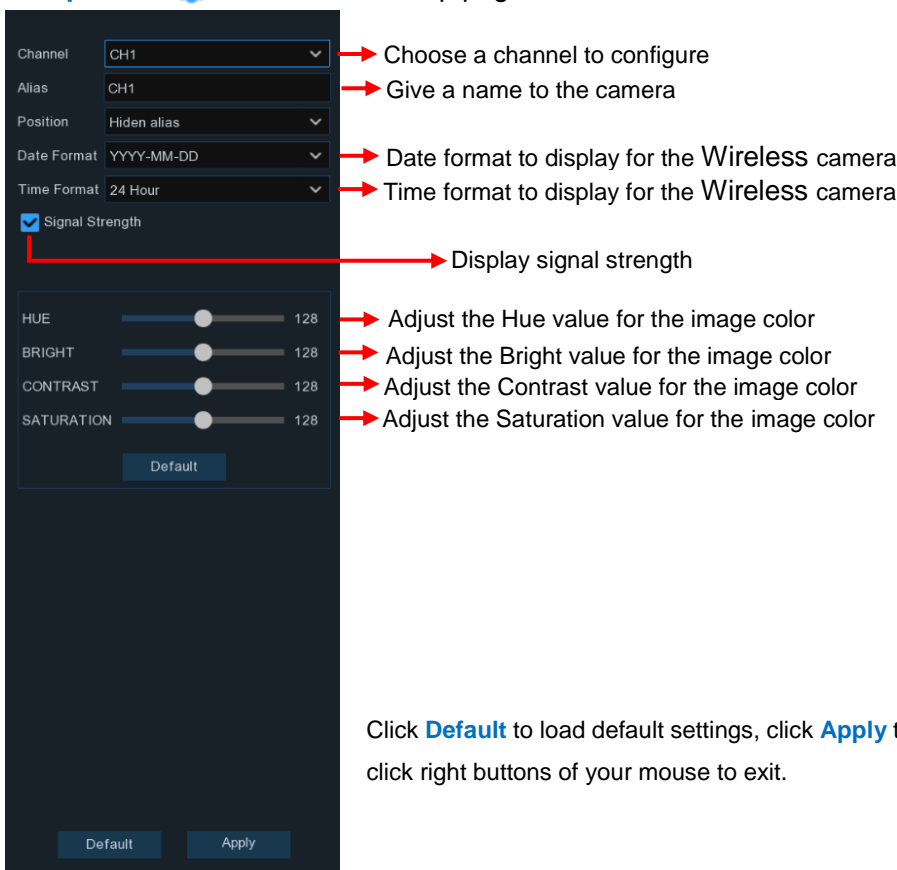 Channel CH1 Choose a channel to configure
Alias CH1 Give a name to the camera
Position Hiden alias
Date Format YYYY-MM-DD Date format to display for the Wireless camera
Time Format 24 Hour Time format to display for the Wireless camera
Signal Strength
Display signal strength
HUE 128 Adjust the Hue value for the image color
BRIGHT 128 Adjust the Bright value for the image color
CONTRAST 128 Adjust the Contrast value for the image color
SATURATION 128 Adjust the Saturation value for the image color
Default
Click Default to load default settings, click Apply
click right buttons of your mouse to exit.
Default Apply